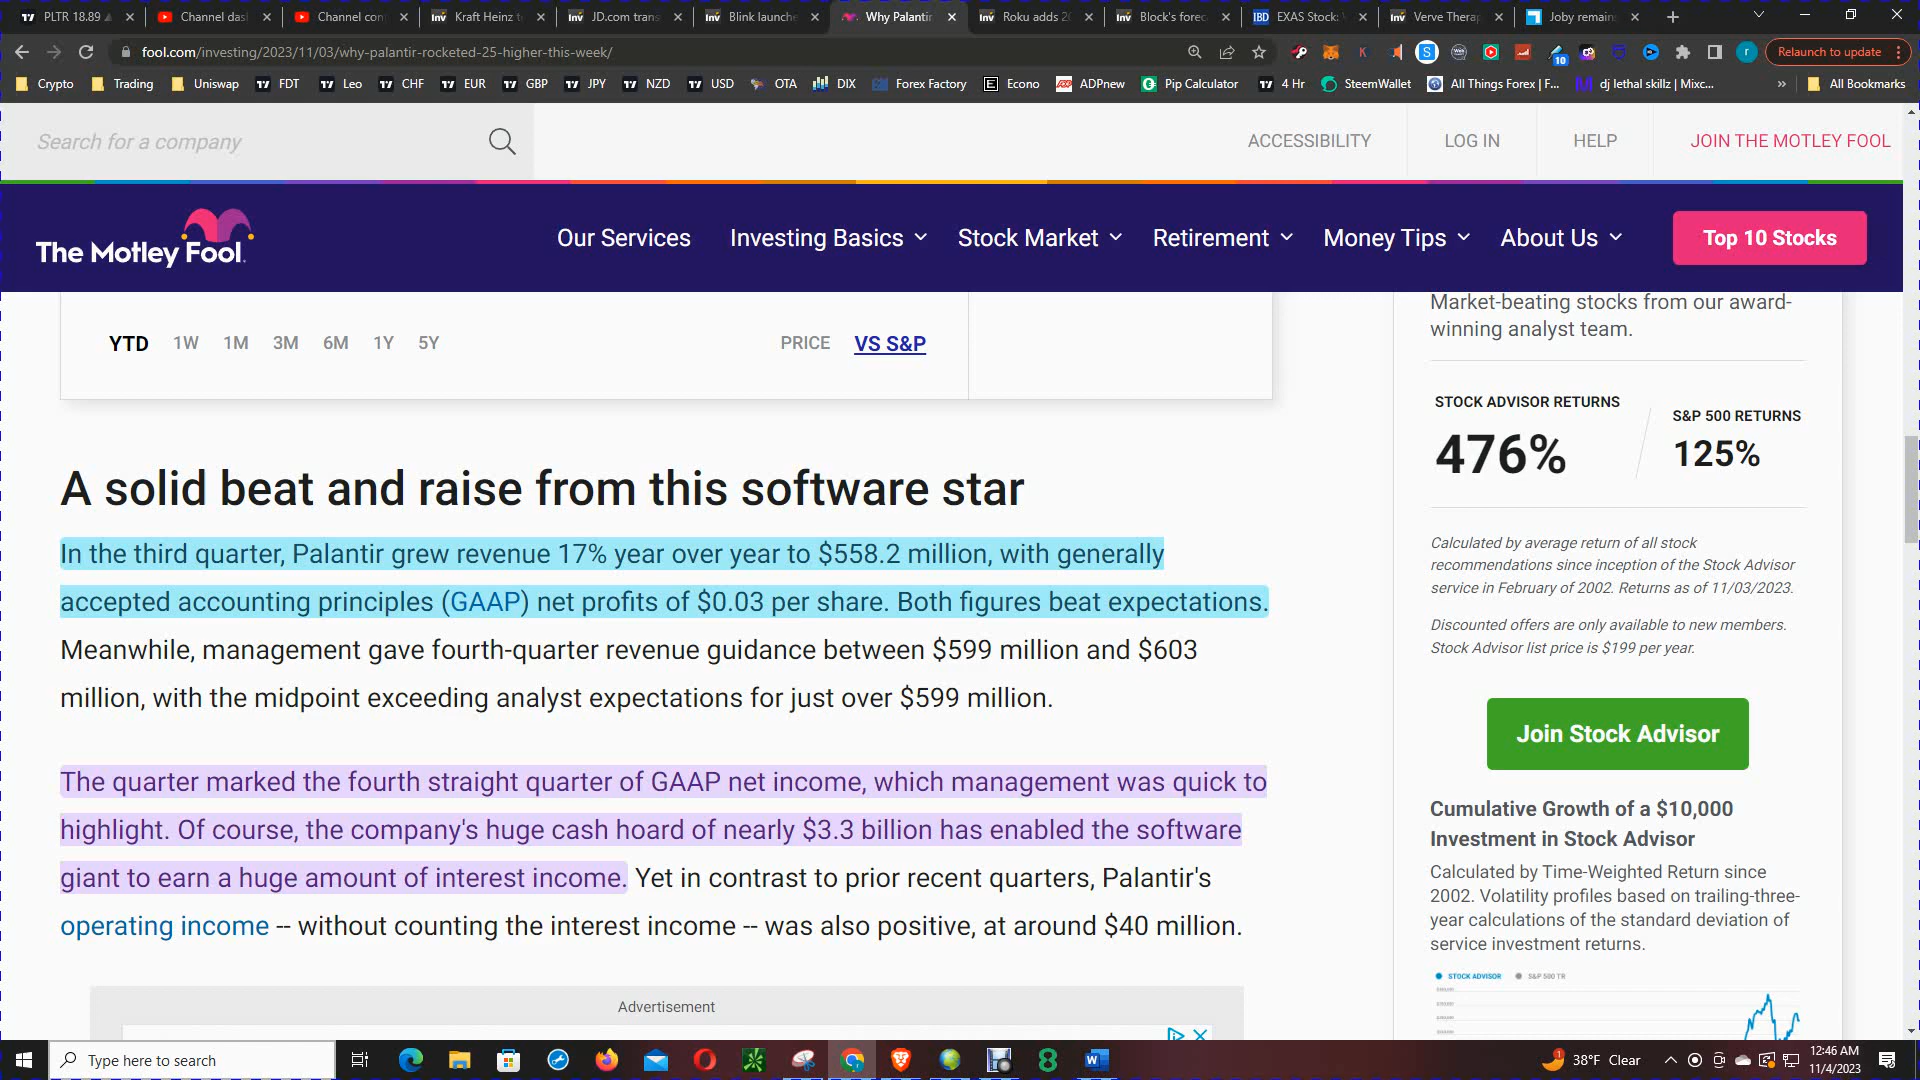 PLTR 18.89
Channel das
Channel con
Kraft Heinz t
JD.com trans
Blink launche
Why Palantir
Roku adds 2
Block's fore
EXAS Stock:
Verve Therap
Joby remain
fool.com/investing/2023/11/03/why-palantir-rocketed-25-higher-this-week/
Relaunch to update
Crypto
Trading
Uniswap
FDT
Leo
CHF
EUR
GBP
JPY
NZD
USD
OTA
DIX
Forex Factory
Econo
ADPnew
Pip Calculator
4 Hr
SteemWallet
All Things Forex | F...
dj lethal skillz | Mixc...
All Bookmarks
Search for a company
ACCESSIBILITY
LOG IN
HELP
JOIN THE MOTLEY FOOL
The Motley Fool.
Our Services
Investing Basics
Stock Market
Retirement
Money Tips
About Us
Top 10 Stocks
YTD 1W 1M 3M 6M 1Y 5Y
PRICE VS S&P
A solid beat and raise from this software star
In the third quarter, Palantir grew revenue 17% year over year to $558.2 million, with generally
accepted accounting principles (GAAP) net profits of $0.03 per share. Both figures beat expectations.
Meanwhile, management gave fourth-quarter revenue guidance between $599 million and $603
million, with the midpoint exceeding analyst expectations for just over $599 million.
The quarter marked the fourth straight quarter of GAAP net income, which management was quick to
highlight. Of course, the company's huge cash hoard of nearly $3.3 billion has enabled the software
giant to earn a huge amount of interest income. Yet in contrast to prior recent quarters, Palantir's
operating income -- without counting the interest income -- was also positive, at around $40 million.
Advertisement
Market-beating stocks from our award-
winning analyst team.
STOCK ADVISOR RETURNS
476%
S&P 500 RETURNS
125%
Calculated by average return of all stock
recommendations since inception of the Stock Advisor
service in February of 2002. Returns as of 11/03/2023.
Discounted offers are only available to new members.
Stock Advisor list price is $199 per year.
Join Stock Advisor
Cumulative Growth of a $10,000
Investment in Stock Advisor
Calculated by Time-Weighted Return since
2002. Volatility profiles based on trailing-three-
year calculations of the standard deviation of
service investment returns.
STOCK ADVISOR
S&P 500 TR
Type here to search
38°F Clear
12:46 AM
11/4/2023